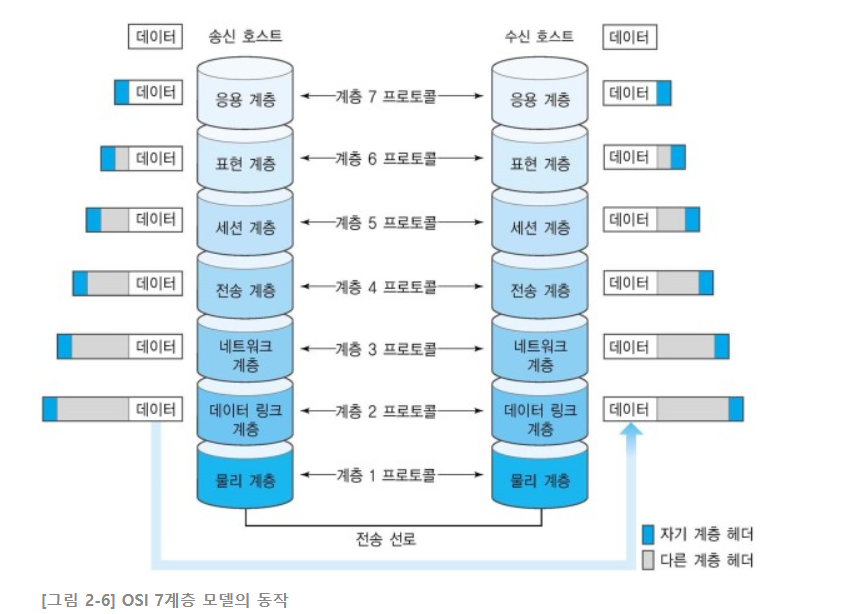 데이터 송신 호스트 수신 호스트 데이터
데이터 응용 계층 계층 7 프로토콜 응용 계층 데이터
데이터 표현 계층 계층 6 프로토콜 표현 계층 데이터
데이터 세션 계층 계층 5 프로토콜 세션 계층 데이터
데이터 전송 계층 계층 4 프로토콜 전송 계층 데이터
데이터 네트워크 계층 계층 3 프로토콜 네트워크 계층 데이터
데이터 데이터 링크 계층 계층 2 프로토콜 데이터 링크 계층 데이터
물리 계층 계층 1 프로토콜 물리 계층
전송 선로
자기 계층 헤더
다른 계층 헤더
[그림 2-6] OSI 7계층 모델의 동작